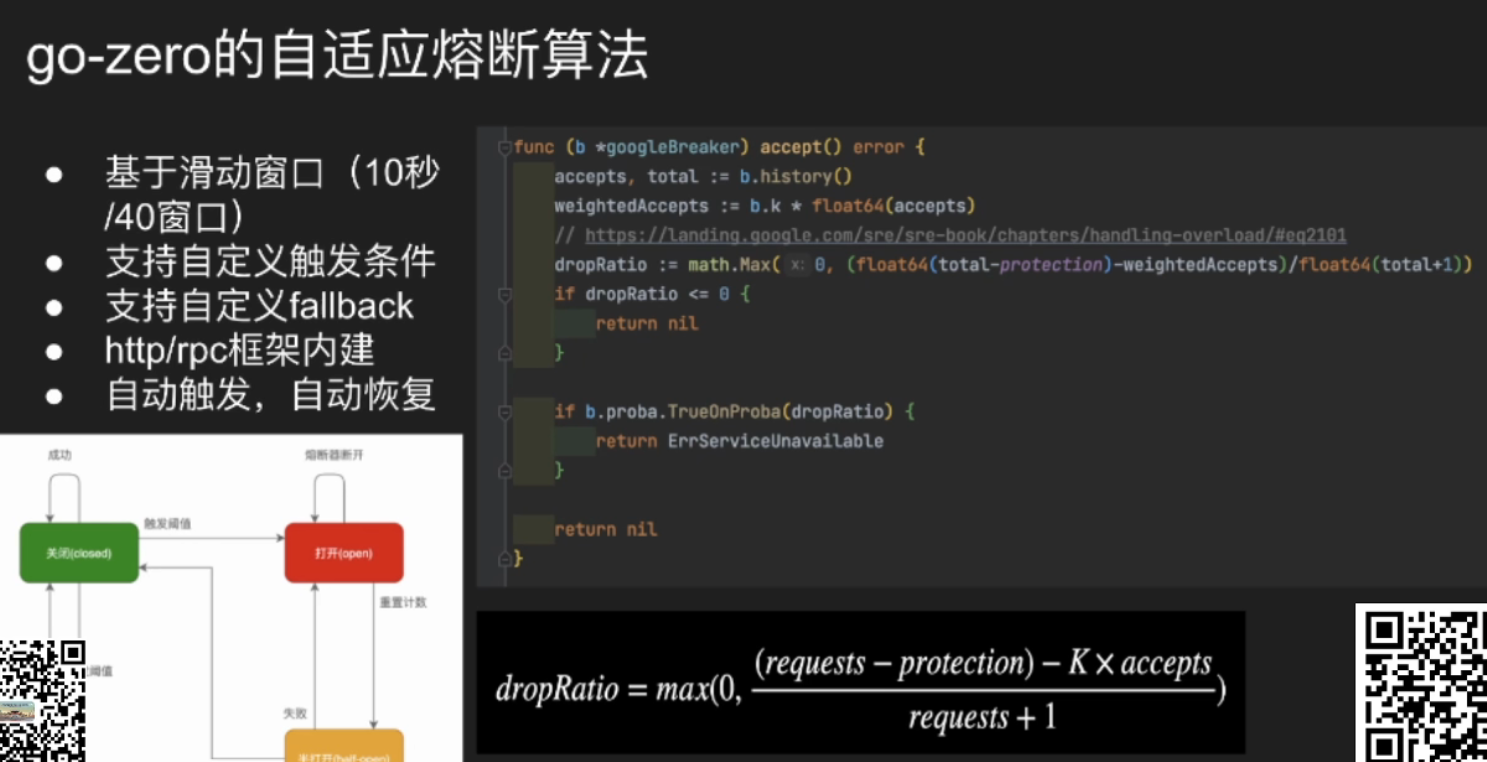 go-zero的自适应熔断算法
● 基于滑动窗口（10秒
/40窗口）
● 支持自定义触发条件
● 支持自定义fallback
● http/rpc框架内建
● 自动触发，自动恢复
func (b *googleBreaker) accept() error {
accepts, total := b.history()
weightedAccepts := b.k * float64(accepts)
// https://landing.google.com/sre/sre-book/chapters/handling-overload/#eq2101
dropRatio := math.Max( x: 0, (float64(total-protection)-weightedAccepts)/float64(total+1))
if dropRatio <= 0 {
return nil
}
if b.proba.TrueOnProba(dropRatio) {
return ErrServiceUnavailable
}
return nil
}
成功
熔断器断开
触发阈值
关闭(closed)
打开(open)
重置计数
阈值
失败
半打开(half-open)
dropRatio = max(0, (requests − protection) − K × accepts
requests + 1 )